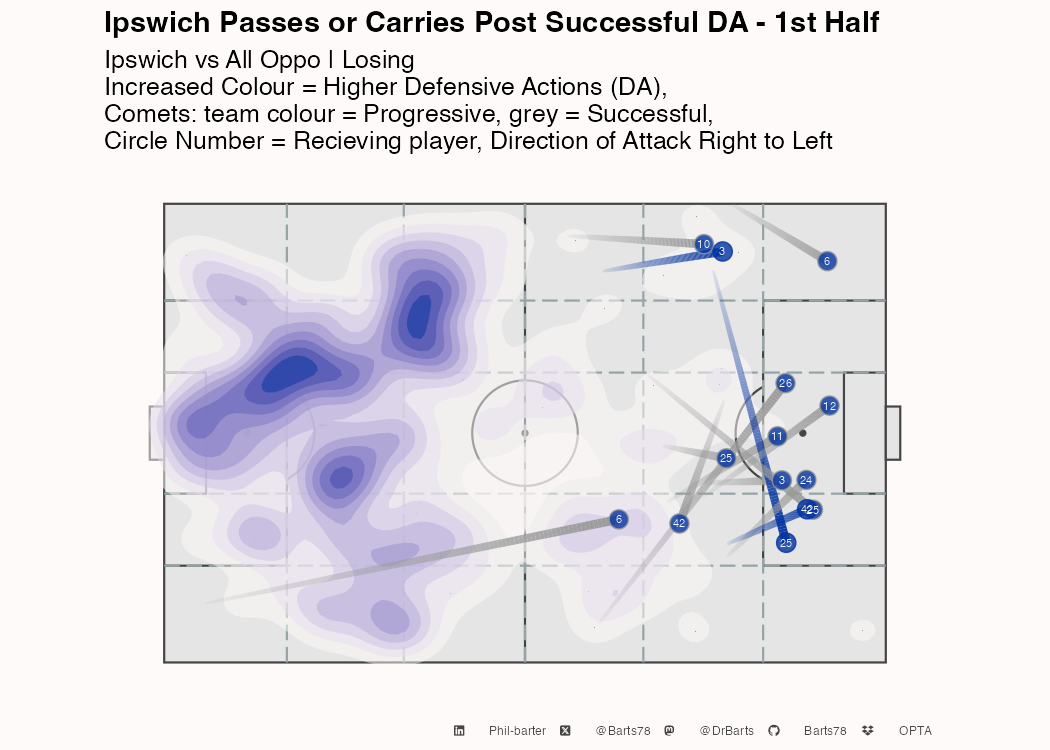 Ipswich Passes or Carries Post Successful DA - 1st Half
Ipswich vs All Oppo | Losing
Increased Colour = Higher Defensive Actions (DA),
Comets: team colour = Progressive, grey = Successful,
Circle Number = Recieving player, Direction of Attack Right to Left
10
3
6
26
12
11
25
3
24
42
25
42
6
25
Phil-barter @Barts78 @DrBarts Barts78 OPTA